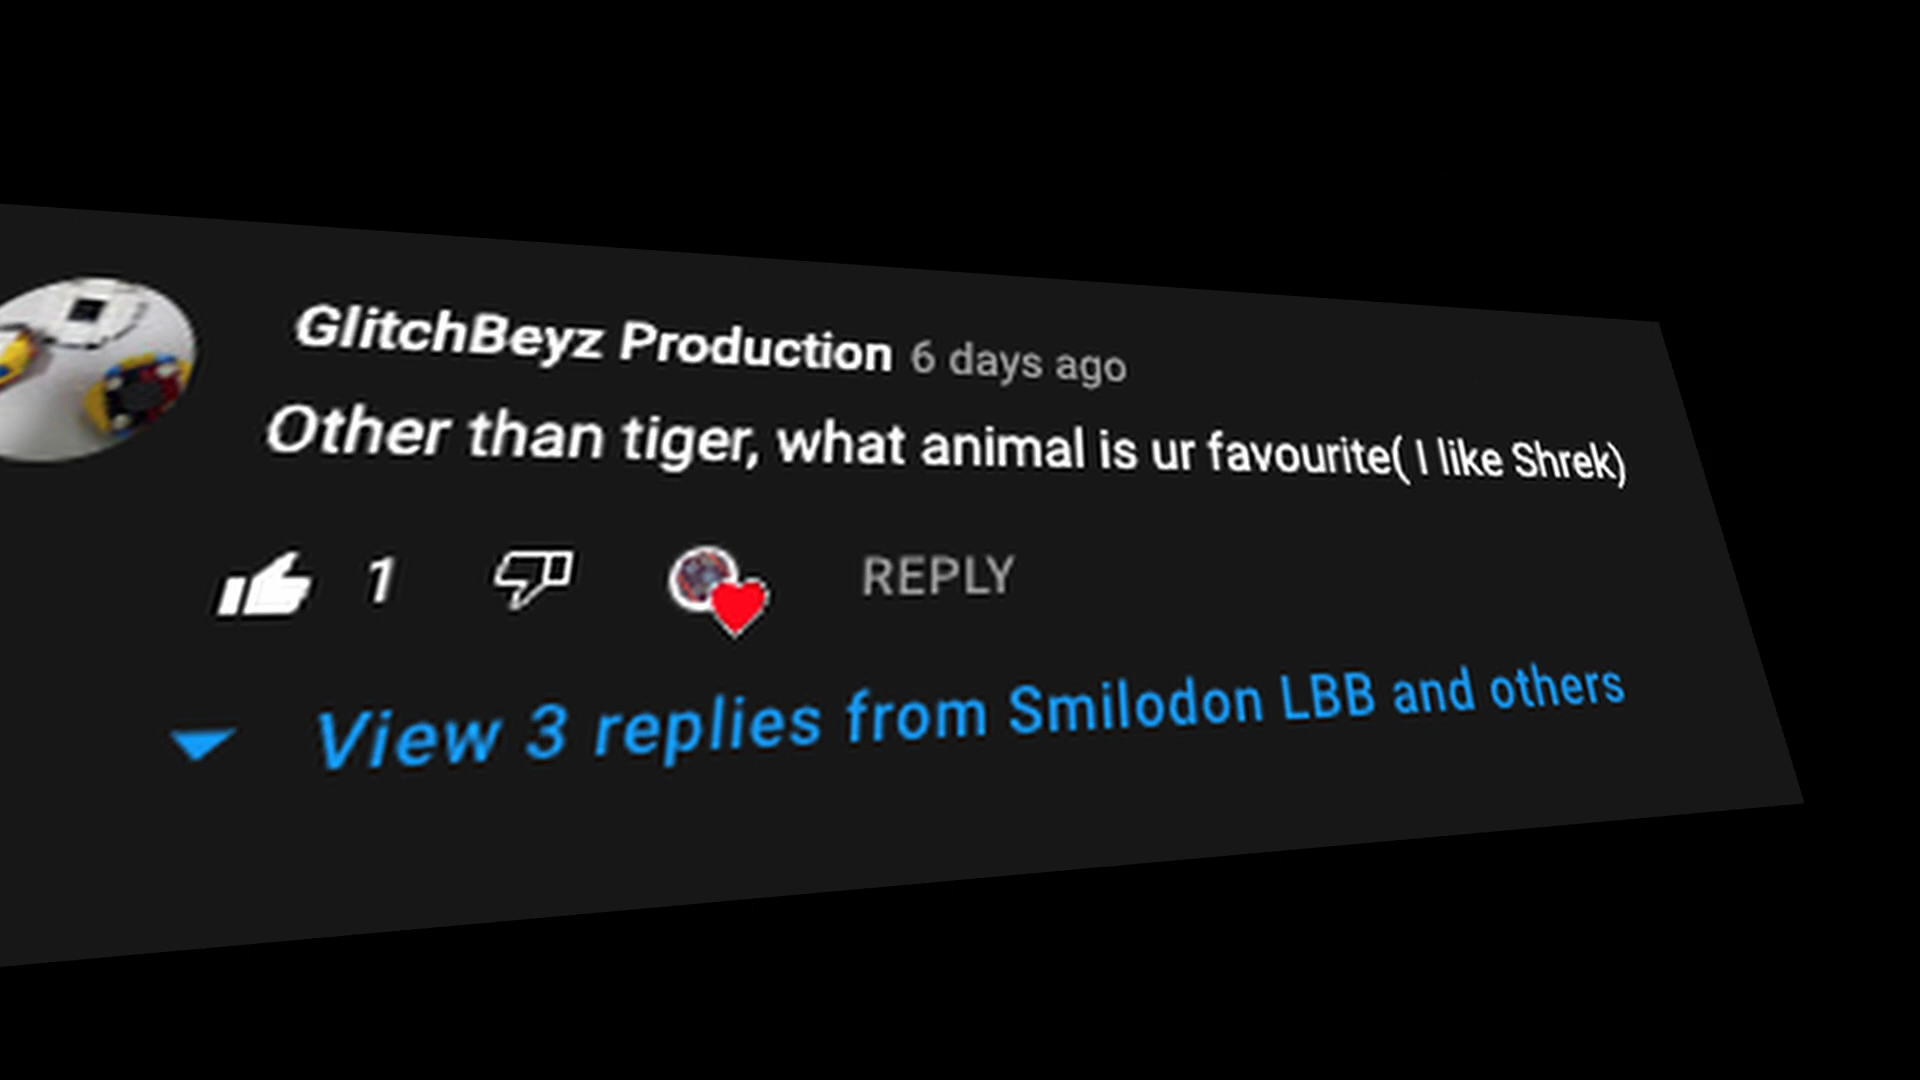 GlitchBeyz Production 6 days ago
Other than tiger, what animal is ur favourite( I like Shrek)
1 REPLY
View 3 replies from Smilodon LBB and others